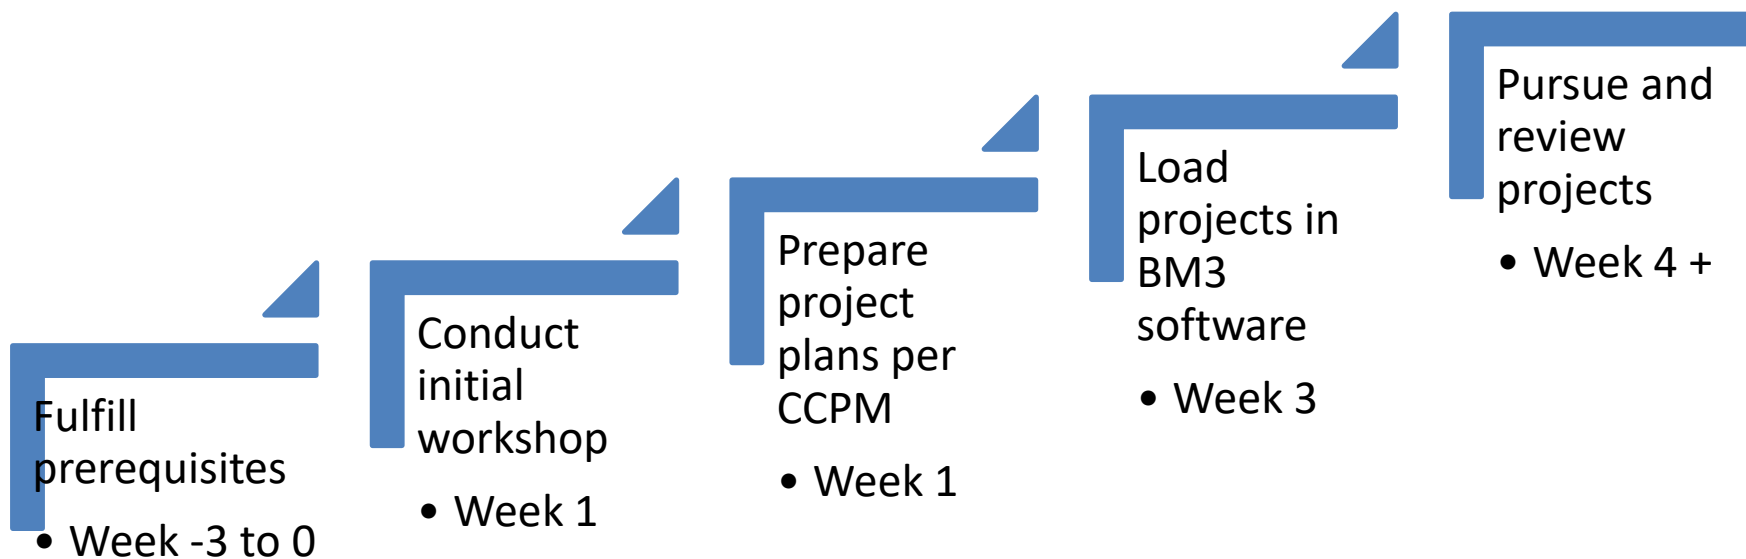 Fulfill
prerequisites
• Week -3 to 0
Conduct
initial
workshop
• Week 1
Prepare
project
plans per
CCPM
• Week 1
Load
projects in
BM3
software
• Week 3
Pursue and
review
projects
• Week 4 +